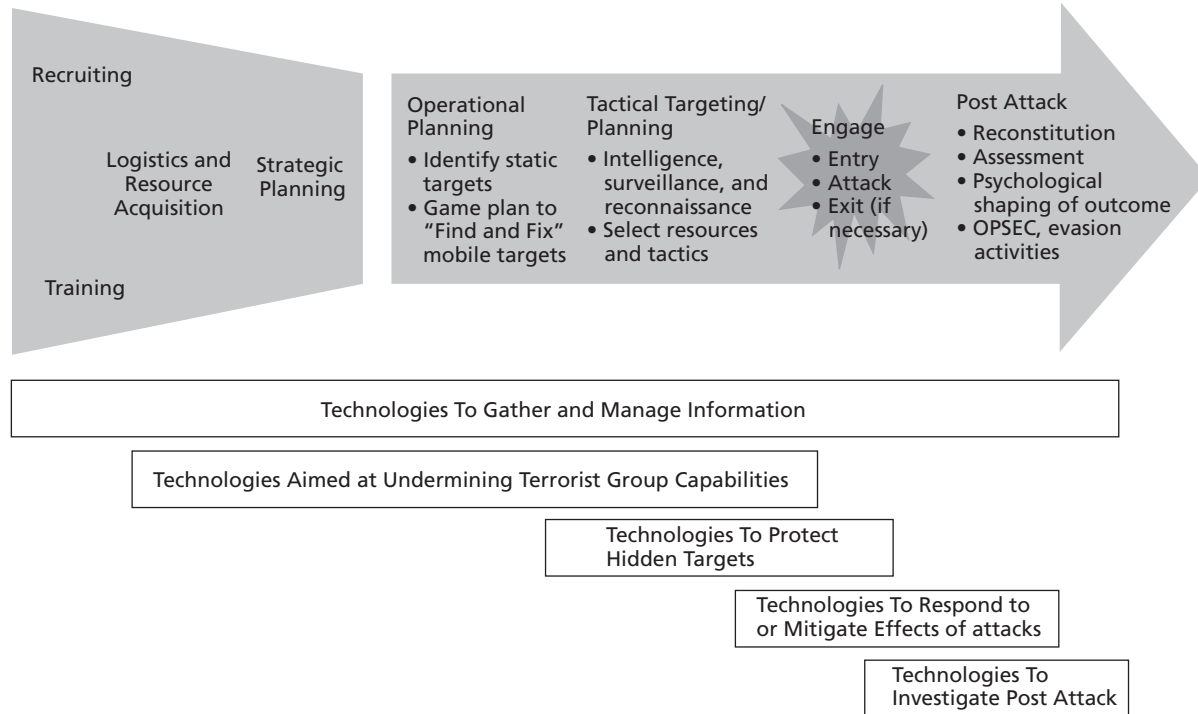 Recruiting
Logistics and
Resource
Acquisition
Strategic
Planning
Training
Operational
Planning
• Identify static
targets
• Game plan to
“Find and Fix”
mobile targets
Tactical Targeting/
Planning
• Intelligence,
surveillance, and
reconnaissance
• Select resources
and tactics
Engage
• Entry
• Attack
• Exit (if
necessary)
Post Attack
• Reconstitution
• Assessment
• Psychological
shaping of outcome
• OPSEC, evasion
activities
Technologies To Gather and Manage Information
Technologies Aimed at Undermining Terrorist Group Capabilities
Technologies To Protect
Hidden Targets
Technologies To Respond to
or Mitigate Effects of attacks
Technologies To
Investigate Post Attack